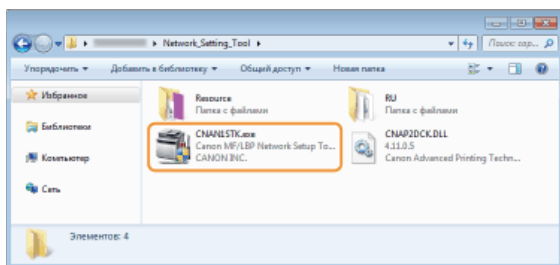 Network_Setting_Tool
Поиск: сор...
Упорядочить
Добавить в библиотеку
Общий доступ
Новая папка
Избранное
Библиотеки
Компьютер
Сеть
Resource
Папка с файлами
RU
Папка с файлами
CNAN1STK.exe
Canon MF/LBP Network Setup To...
CANON INC.
CNAP2DCK.DLL
4.11.0.5
Canon Advanced Printing Techn...
Элементов: 4